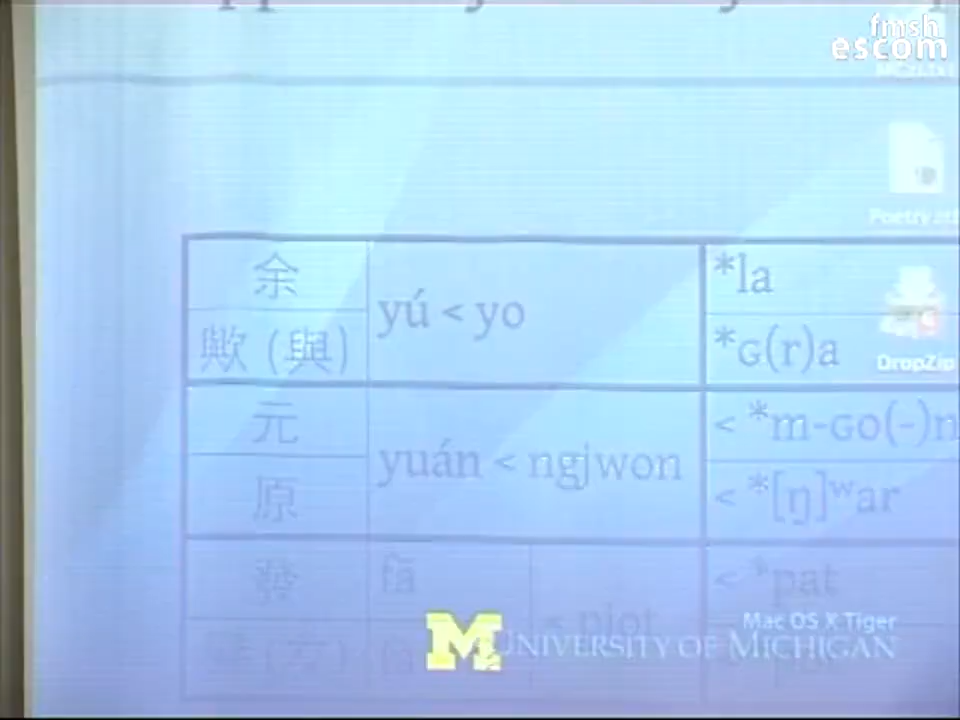 fmsh
escom
Poetry.
余 yú < yo *la
歟 (與) *ɢ(r)a
DropZip
元 yuán < ngjwon < *m-ɢo(-)n
原 < *[ŋ]ʷar
發 fā < pjot < *pat
Mac OS X Tiger
M UNIVERSITY OF MICHIGAN